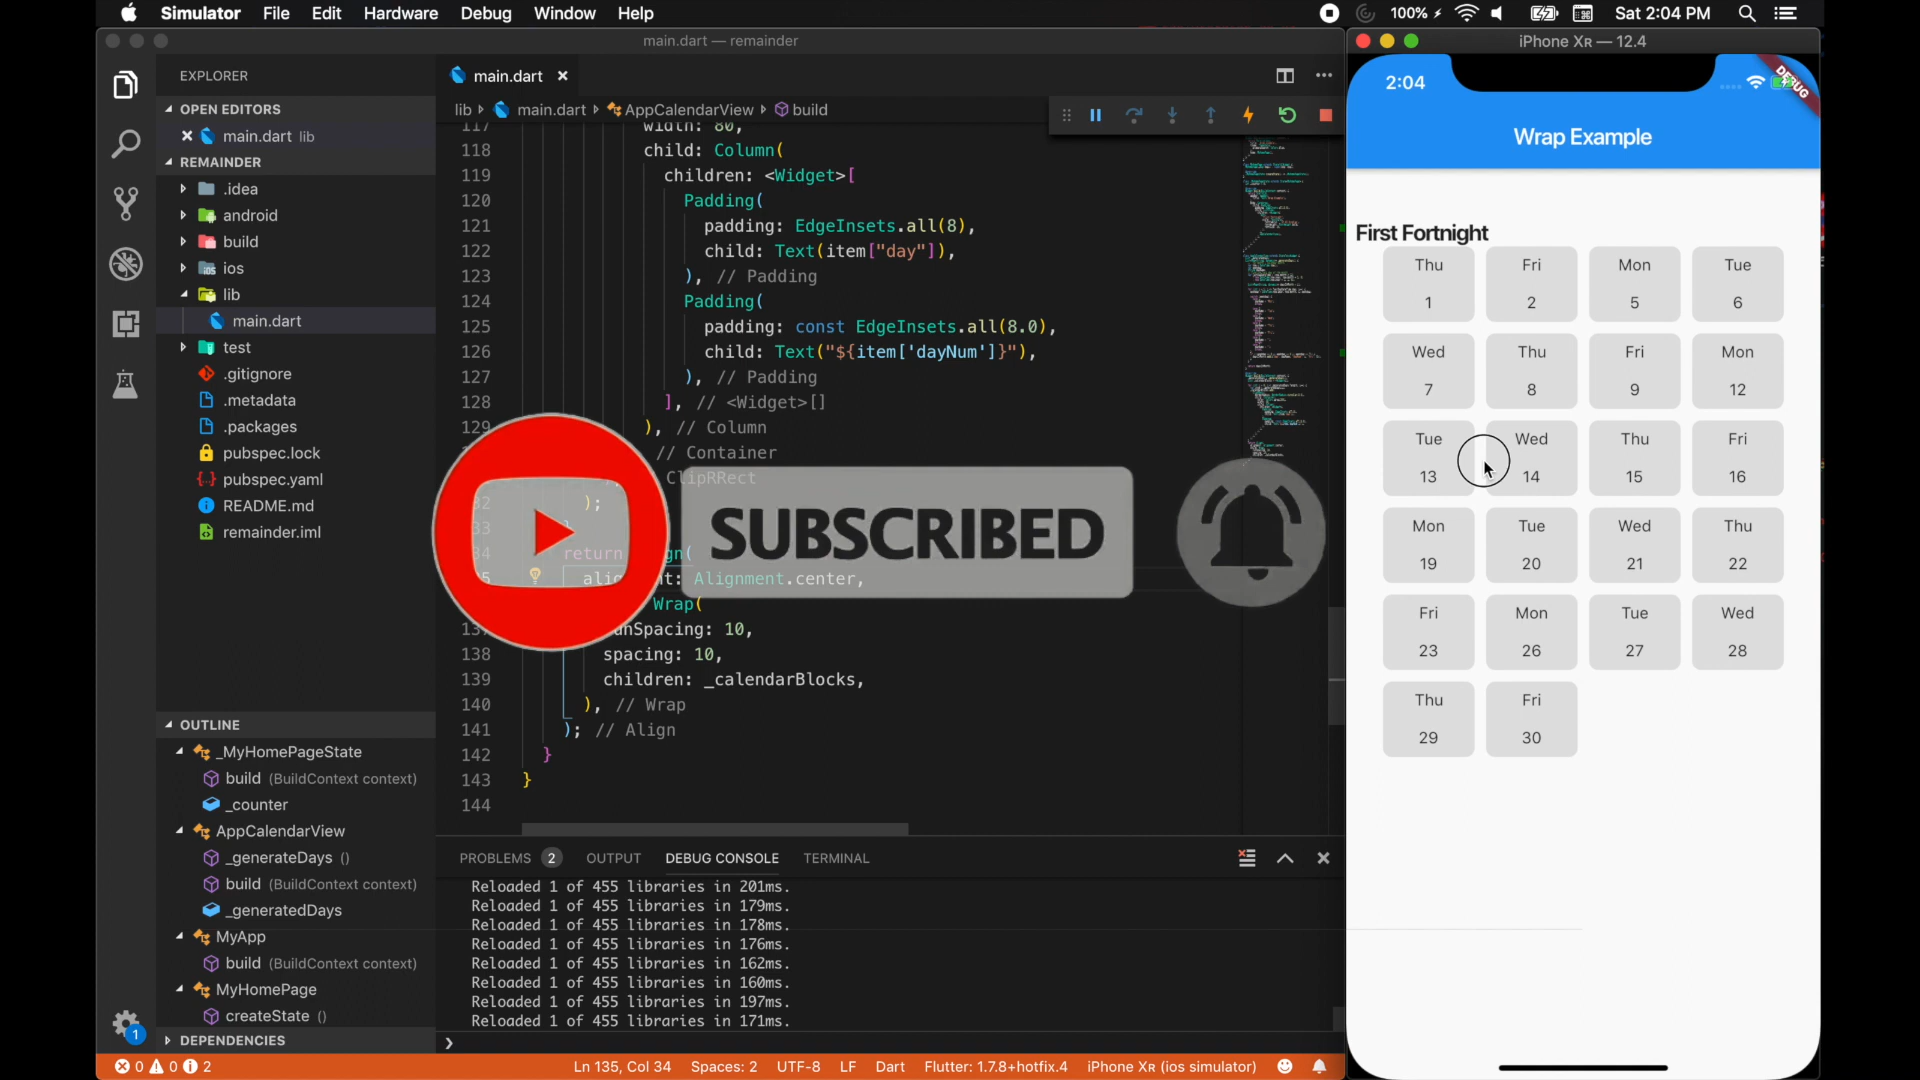 Simulator File Edit Hardware Debug Window Help 100% Sat 2:04 PM
main.dart — remainder
iPhone XR — 12.4
EXPLORER
OPEN EDITORS
main.dart lib
REMAINDER
.idea
android
build
ios
lib
main.dart
test
.gitignore
.metadata
.packages
pubspec.lock
pubspec.yaml
README.md
remainder.iml
OUTLINE
_MyHomePageState
build (BuildContext context)
_counter
AppCalendarView
_generateDays ()
build (BuildContext context)
_generatedDays
MyApp
build (BuildContext context)
MyHomePage
createState ()
DEPENDENCIES
main.dart
lib main.dart AppCalendarView build
117 width: 80,
118 child: Column(
119 children: <Widget>[
120 Padding(
121 padding: EdgeInsets.all(8),
122 child: Text(item["day"]),
123 ), // Padding
124 Padding(
125 padding: const EdgeInsets.all(8.0),
126 child: Text("${item['dayNum']}"),
127 ), // Padding
128 ], // <Widget>[]
129 ), // Column
// Container
ClipRRect
);
return
alignment: Alignment.center,
Wrap(
runSpacing: 10,
138 spacing: 10,
139 children: _calendarBlocks,
140 ), // Wrap
141 ); // Align
142 }
143 }
144
SUBSCRIBED
PROBLEMS 2 OUTPUT DEBUG CONSOLE TERMINAL
Reloaded 1 of 455 libraries in 201ms.
Reloaded 1 of 455 libraries in 179ms.
Reloaded 1 of 455 libraries in 178ms.
Reloaded 1 of 455 libraries in 176ms.
Reloaded 1 of 455 libraries in 162ms.
Reloaded 1 of 455 libraries in 160ms.
Reloaded 1 of 455 libraries in 197ms.
Reloaded 1 of 455 libraries in 171ms.
1
0 0 2 Ln 135, Col 34 Spaces: 2 UTF-8 LF Dart Flutter: 1.7.8+hotfix.4 iPhone XR (ios simulator)
2:04
DEBUG
Wrap Example
First Fortnight
Thu Fri Mon Tue
1 2 5 6
Wed Thu Fri Mon
7 8 9 12
Tue Wed Thu Fri
13 14 15 16
Mon Tue Wed Thu
19 20 21 22
Fri Mon Tue Wed
23 26 27 28
Thu Fri
29 30